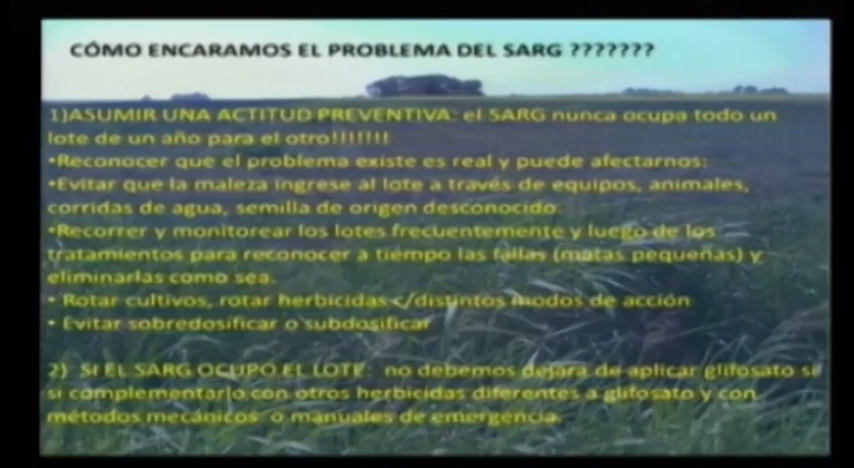 CÓMO ENCARAMOS EL PROBLEMA DEL SARG ???????
1)ASUMIR UNA ACTITUD PREVENTIVA: el SARG nunca ocupa todo un
lote de un año para el otro!!!!!!!
•Reconocer que el problema existe es real y puede afectarnos:
•Evitar que la maleza ingrese al lote a través de equipos, animales,
corridas de agua, semilla de origen desconocido.
•Recorrer y monitorear los lotes frecuentemente y luego de los
tratamientos para reconocer a tiempo las fallas (matas pequeñas) y
eliminarlas como sea.
• Rotar cultivos, rotar herbicidas c/distintos modos de acción
• Evitar sobredosificar o subdosificar
2) SI EL SARG OCUPO EL LOTE: no debemos dejara de aplicar glifosato si
si complementarlo con otros herbicidas diferentes a glifosato y con
métodos mecánicos o manuales de emergencia.